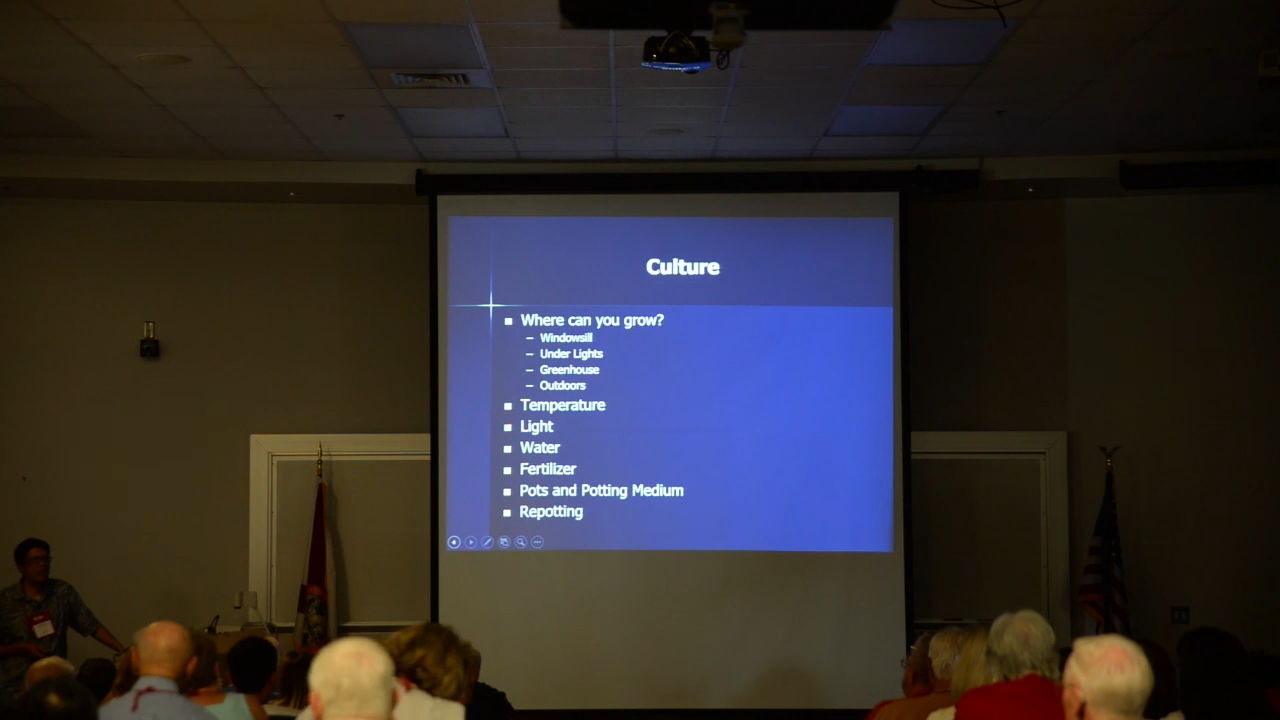 Culture
Where can you grow?
– Windowsill
– Under Lights
– Greenhouse
– Outdoors
Temperature
Light
Water
Fertilizer
Pots and Potting Medium
Repotting